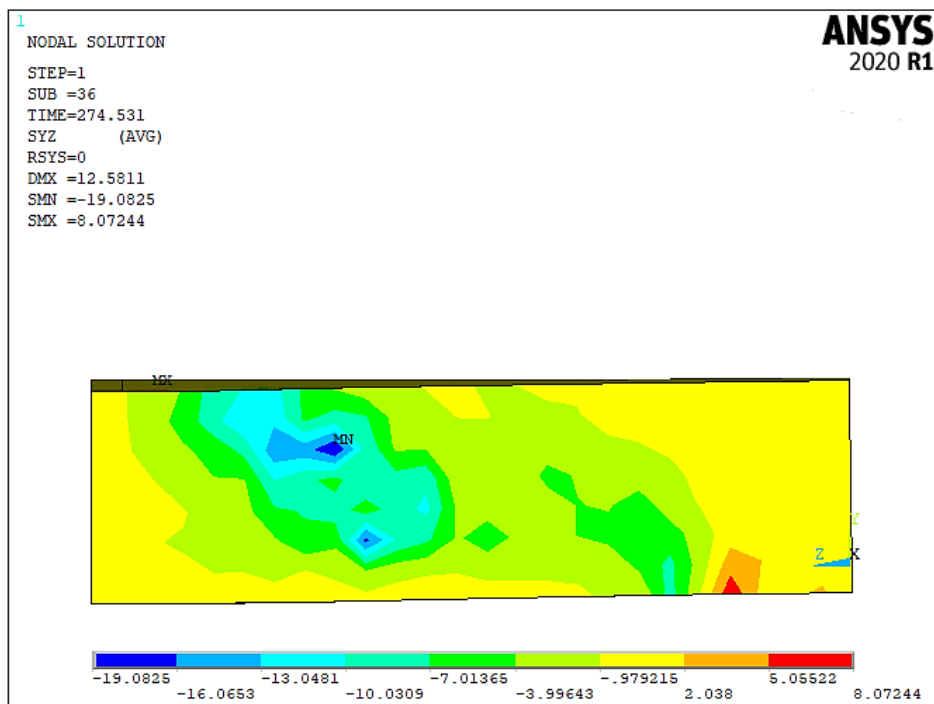 1
NODAL SOLUTION
ANSYS
2020 R1
STEP=1
SUB =36
TIME=274.531
SYZ (AVG)
RSYS=0
DMX =12.5811
SMN =-19.0825
SMX =8.07244
MX
MN
Y
Z X
-19.0825 -13.0481 -7.01365 -.979215 5.05522
-16.0653 -10.0309 -3.99643 2.038 8.07244